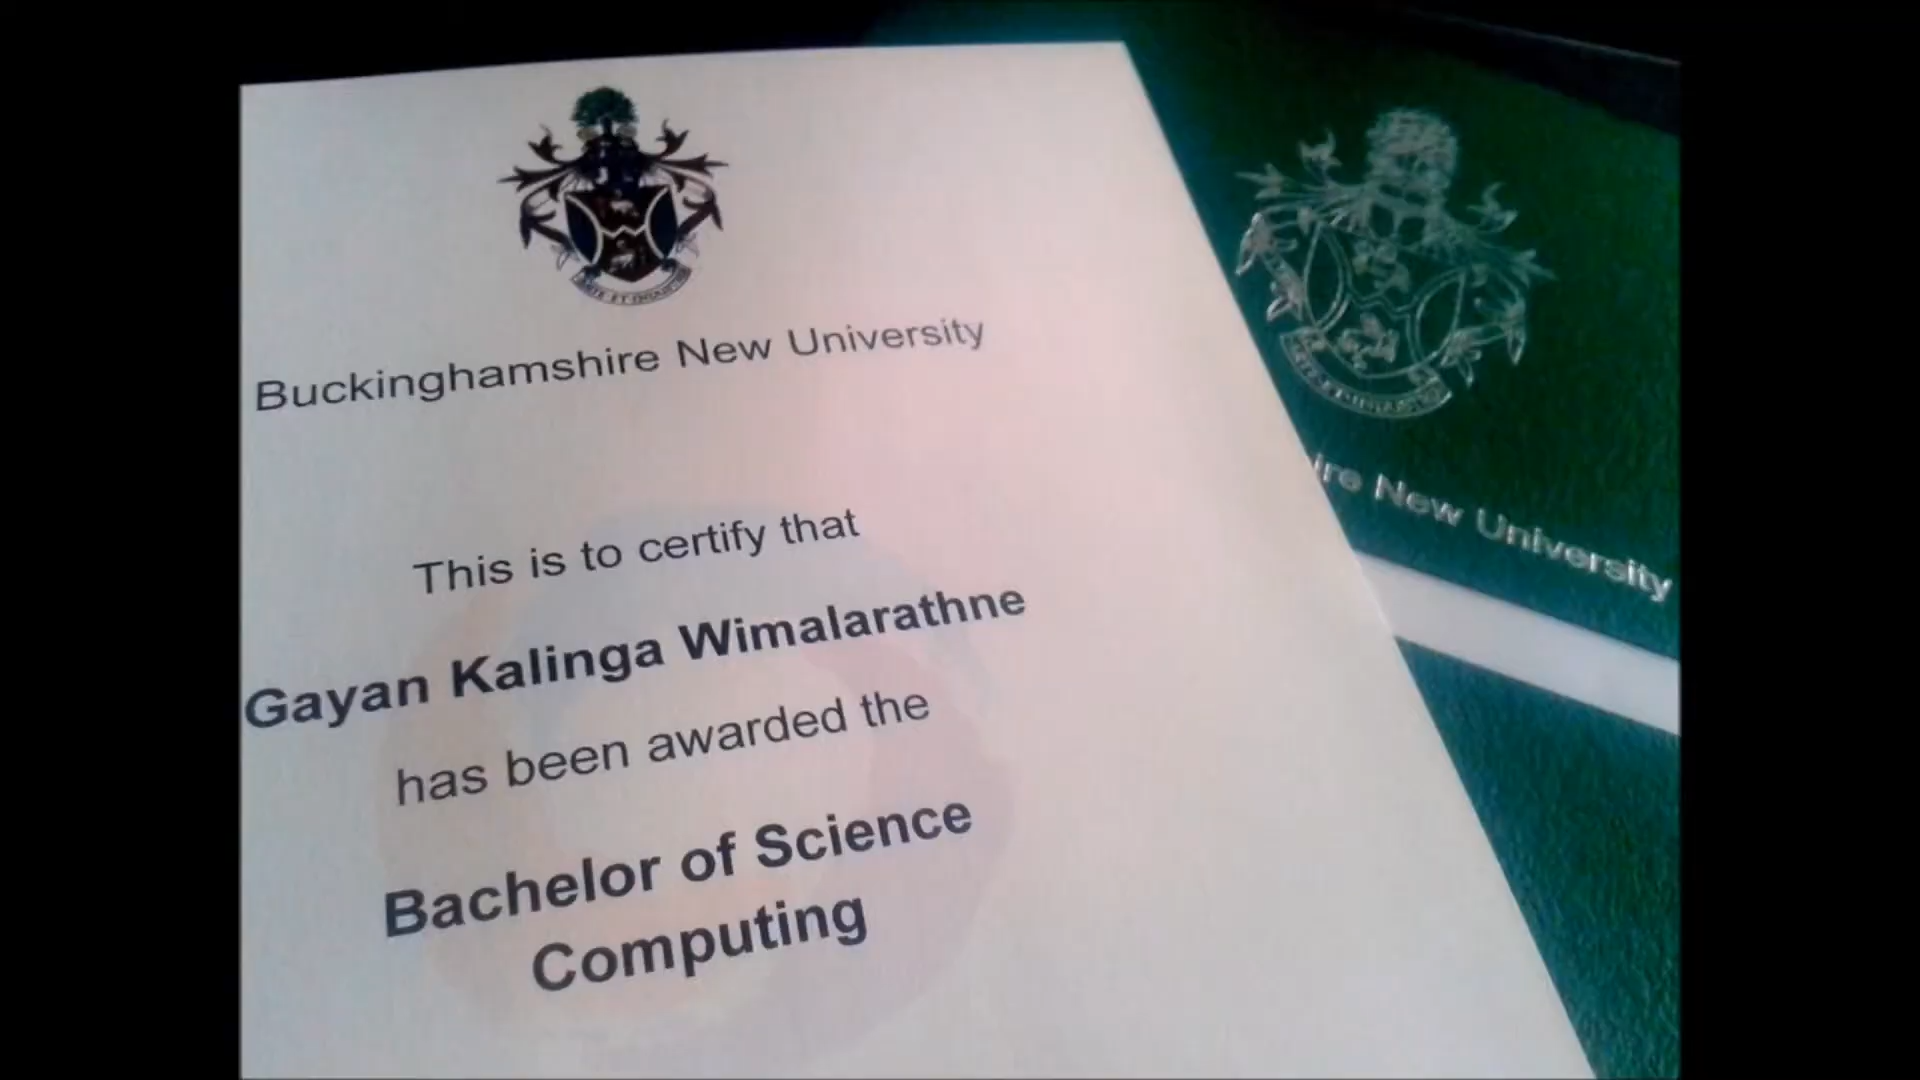 Buckinghamshire New University
This is to certify that
Gayan Kalinga Wimalarathne
has been awarded the
Bachelor of Science
Computing
New University